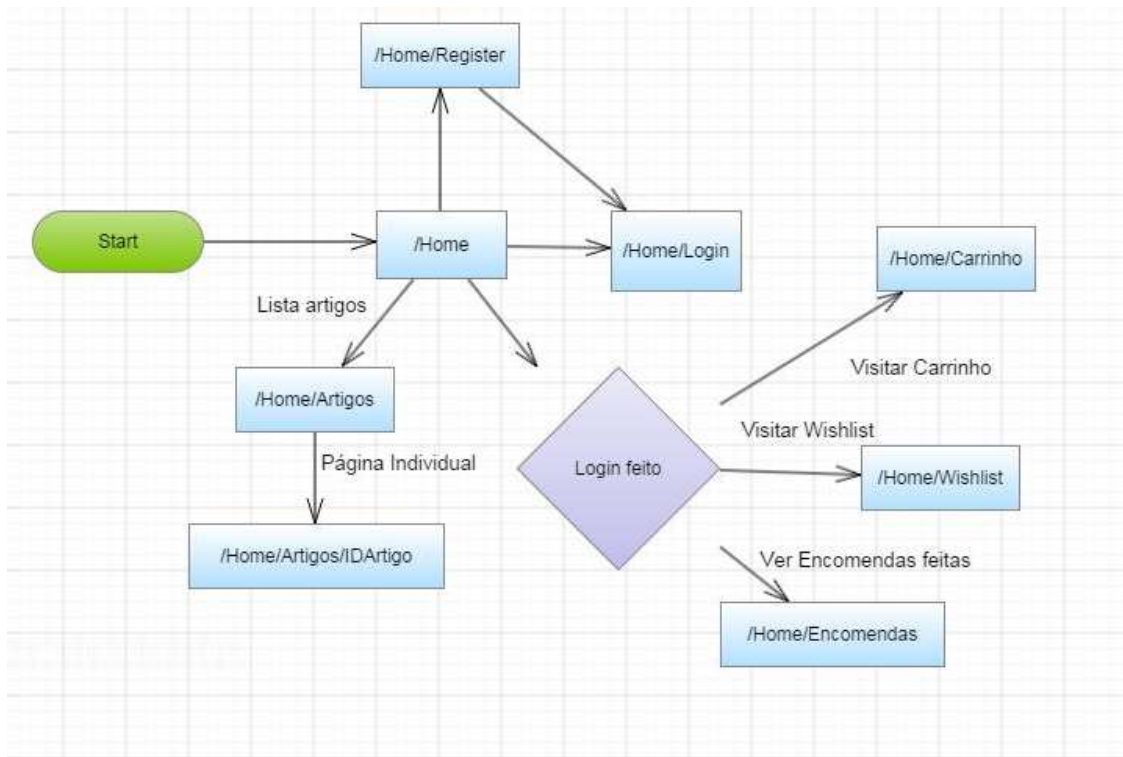 /Home/Register
Start
/Home
/Home/Login
/Home/Carrinho
Lista artigos
Visitar Carrinho
/Home/Artigos
Visitar Wishlist
Página Individual
Login feito
/Home/Wishlist
/Home/Artigos/IDArtigo
Ver Encomendas feitas
/Home/Encomendas